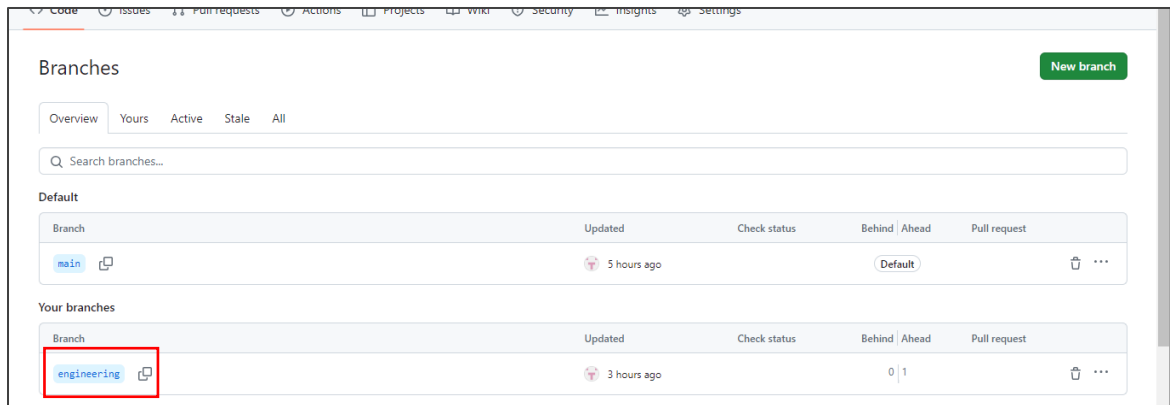 Code Issues Pull requests Actions Projects Wiki Security Insights Settings
Branches
New branch
Overview Yours Active Stale All
Search branches...
Default
Branch Updated Check status Behind Ahead Pull request
main 5 hours ago Default
Your branches
Branch Updated Check status Behind Ahead Pull request
engineering 3 hours ago 0 1